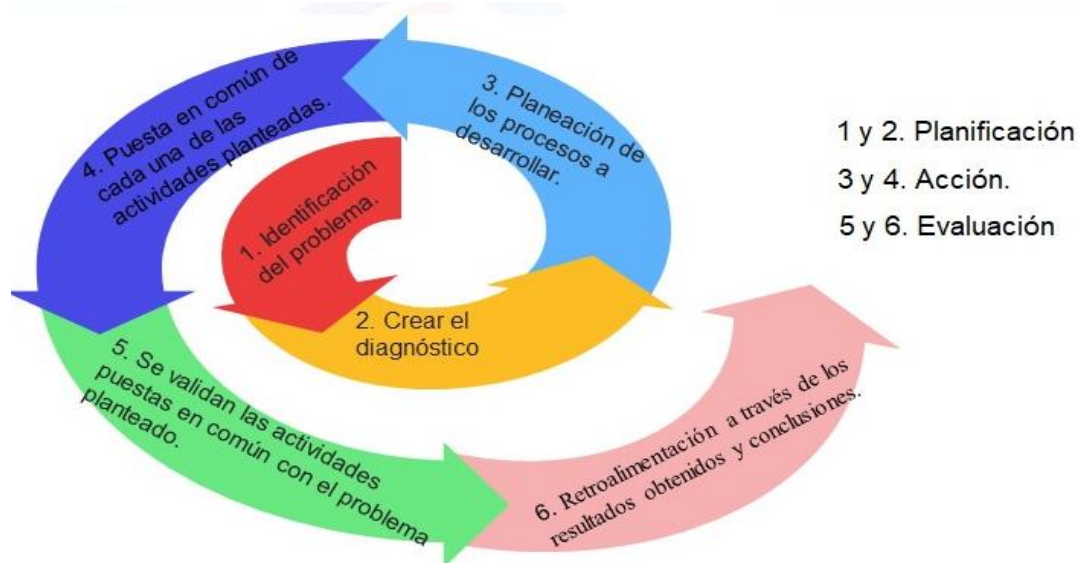 1. Identificación
del problema.
2. Crear el
diagnóstico
3. Planeación de
los procesos a
desarrollar.
4. Puesta en común de
cada una de las
actividades planteadas.
5. Se validan las actividades
puestas en común con el problema
planteado.
6. Retroalimentación a través de los
resultados obtenidos y conclusiones.
1 y 2. Planificación
3 y 4. Acción.
5 y 6. Evaluación